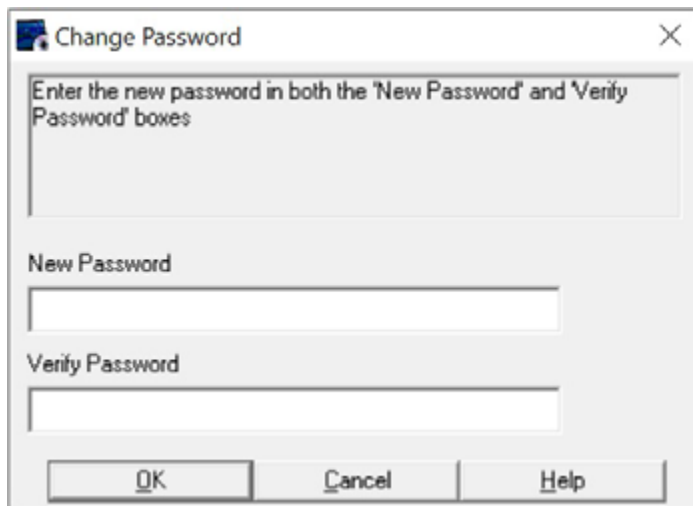 Change Password
Enter the new password in both the 'New Password' and 'Verify
Password' boxes
New Password
Verify Password
OK
Cancel
Help